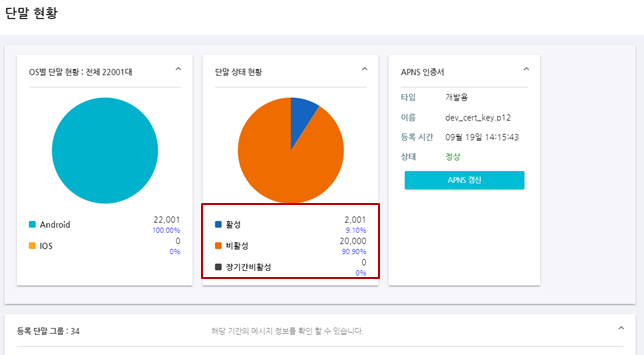 단말 현황
OS별 단말 현황 : 전체 22001대
Android
22,001
100.00%
IOS
0
0%
단말 상태 현황
활성
2,001
9.10%
비활성
20,000
90.90%
장기간비활성
0
0%
APNS 인증서
타입 개발용
이름 dev_cert_key.p12
등록 시간 09월 19일 14:15:43
상태 정상
APNS 갱신
등록 단말 그룹 : 34
해당 기간의 메시지 정보를 확인 할 수 있습니다.